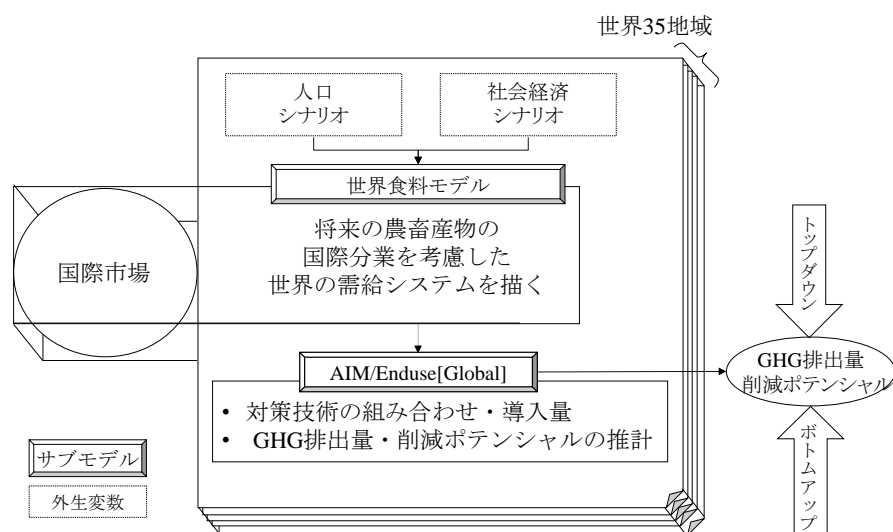 世界35地域
人口
シナリオ
社会経済
シナリオ
世界食料モデル
将来の農畜産物の
国際分業を考慮した
世界の需給システムを描く
国際市場
トップダウン
AIM/Enduse[Global]
• 対策技術の組み合わせ・導入量
• GHG排出量・削減ポテンシャルの推計
GHG排出量
削減ポテンシャル
ボトムアップ
サブモデル
外生変数